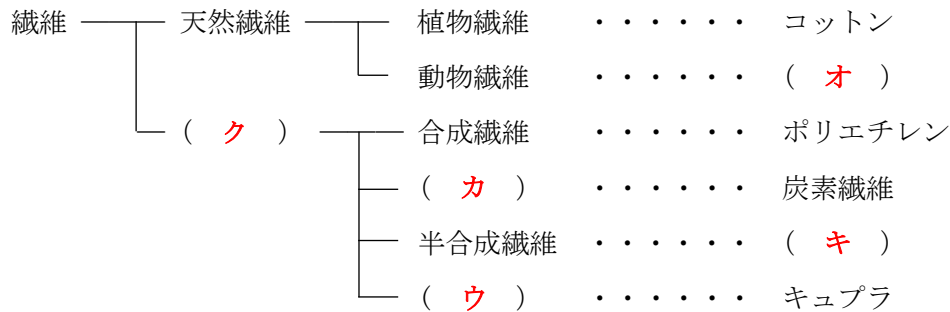 繊維 天然繊維 植物繊維 ・・・・・・ コットン
動物繊維 ・・・・・・ ( オ )
( ク ) 合成繊維 ・・・・・・ ポリエチレン
( カ ) ・・・・・・ 炭素繊維
半合成繊維 ・・・・・・ ( キ )
( ウ ) ・・・・・・ キュプラ